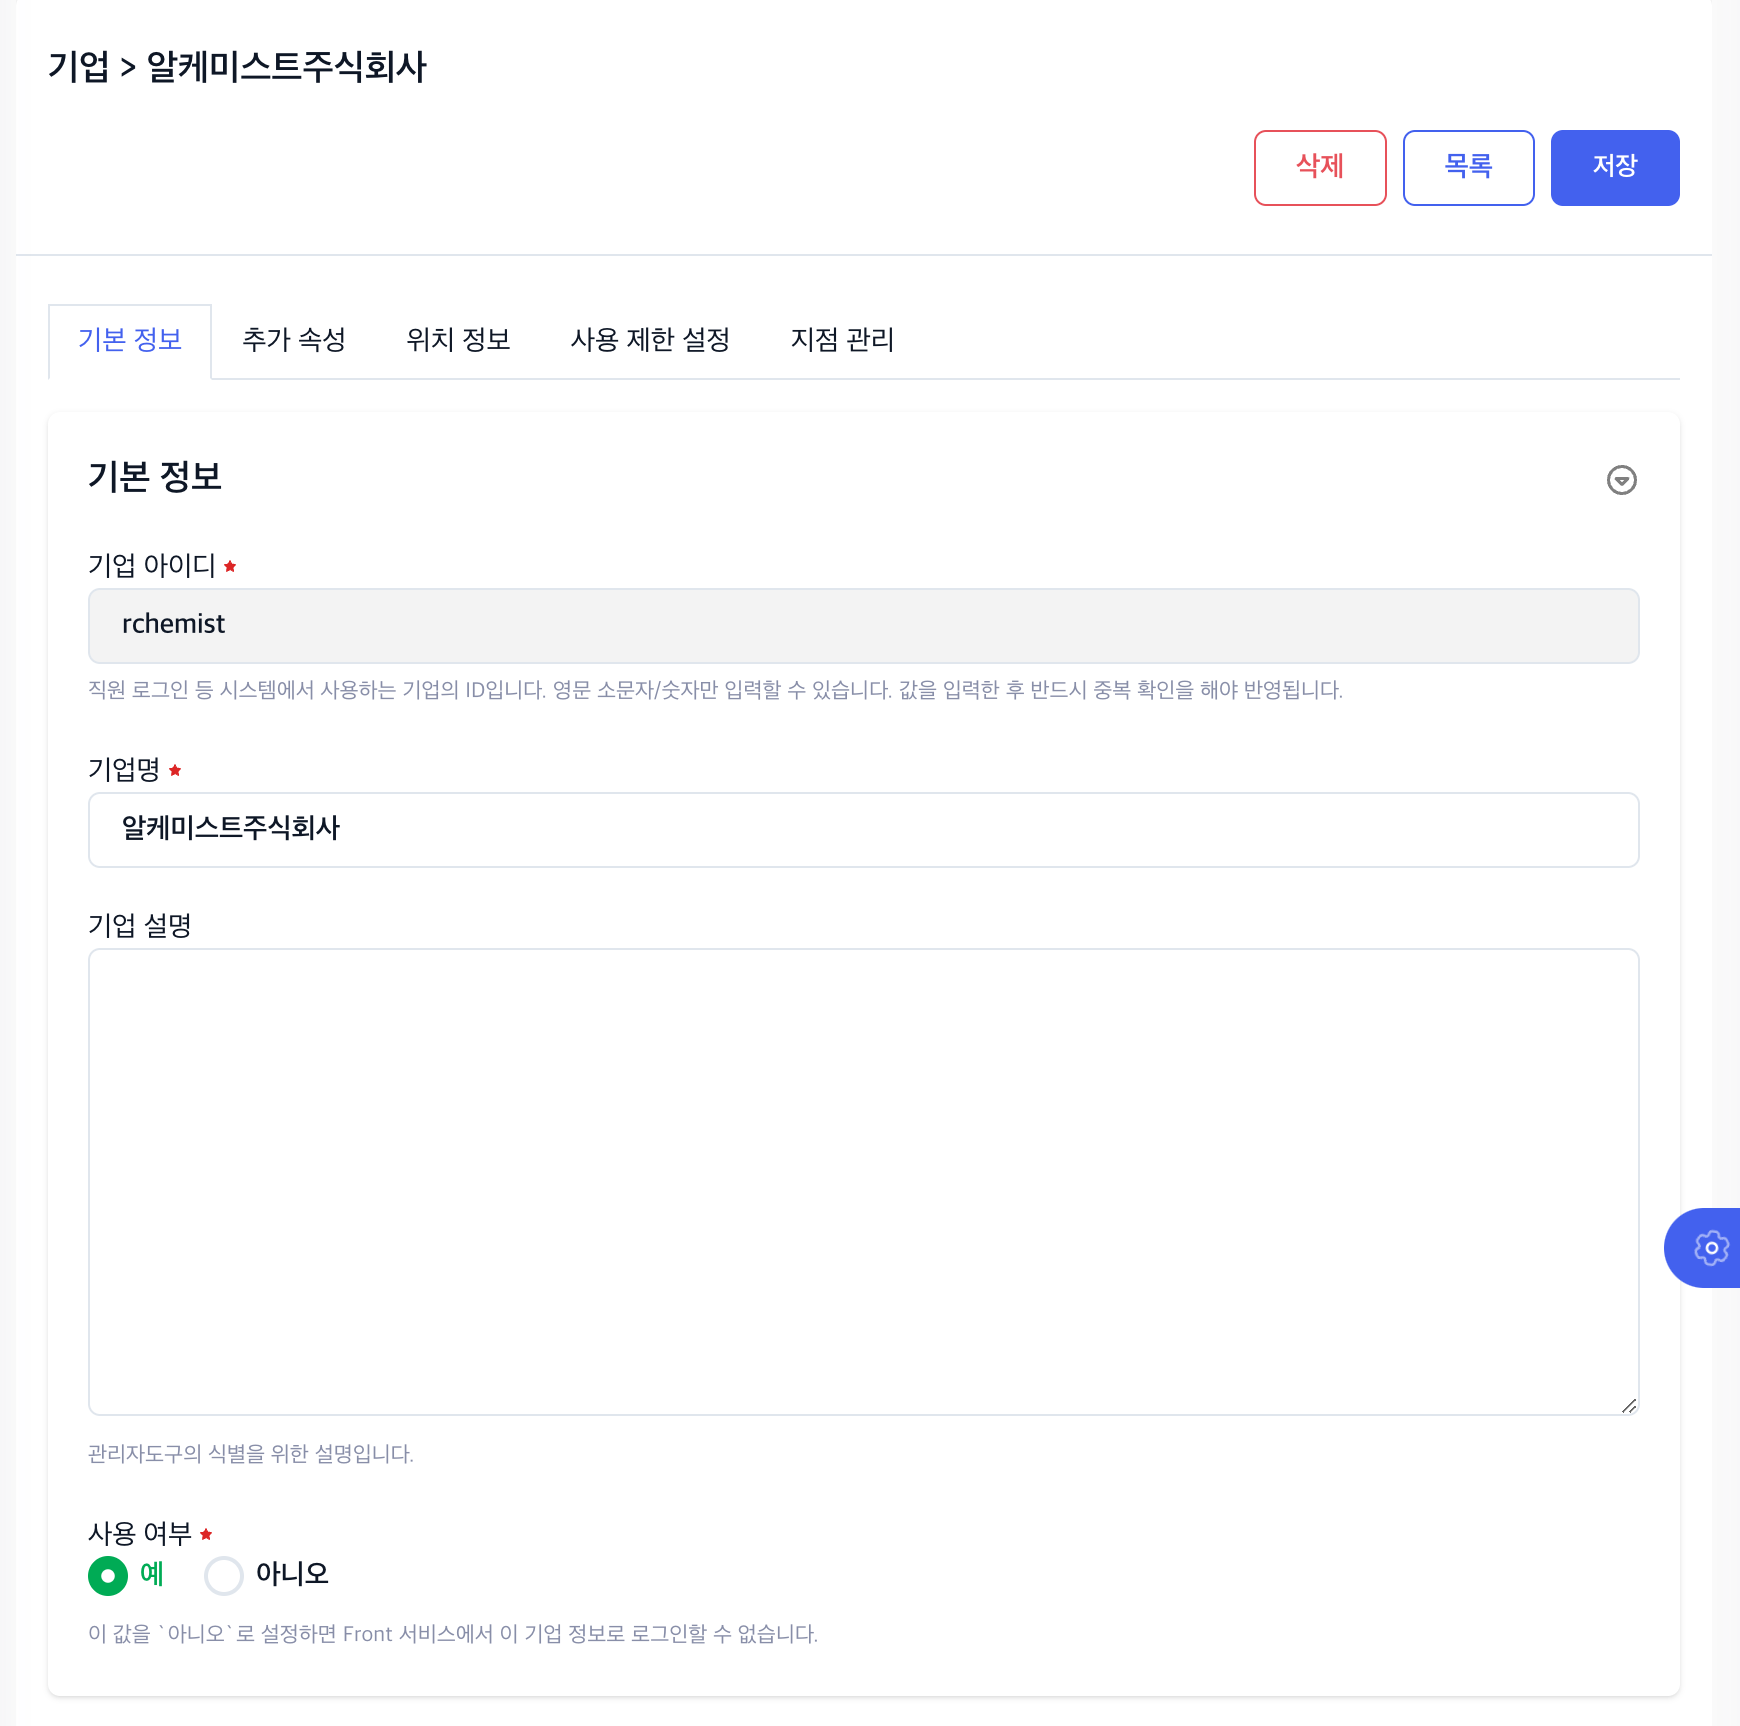 기업 > 알케미스트주식회사
삭제 목록 저장
기본 정보 추가 속성 위치 정보 사용 제한 설정 지점 관리
기본 정보
기업 아이디
rchemist
직원 로그인 등 시스템에서 사용하는 기업의 ID입니다. 영문 소문자/숫자만 입력할 수 있습니다. 값을 입력한 후 반드시 중복 확인을 해야 반영됩니다.
기업명
알케미스트주식회사
기업 설명
관리자도구의 식별을 위한 설명입니다.
사용 여부
예 아니오
이 값을 `아니오`로 설정하면 Front 서비스에서 이 기업 정보로 로그인할 수 없습니다.